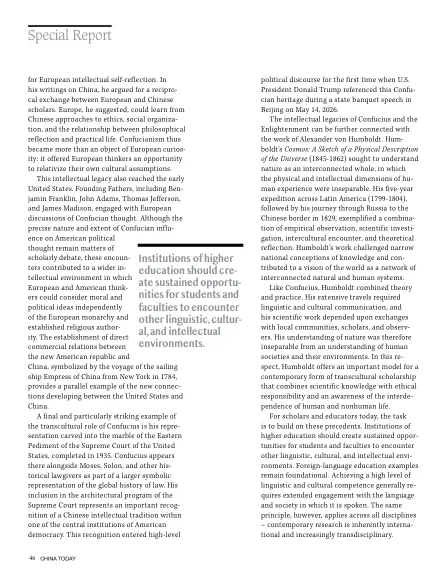 Special Report
for European intellectual self-reflection. In
his writings on China, he argued for a recipro-
cal exchange between European and Chinese
scholars. Europe, he suggested, could learn from
Chinese approaches to ethics, social organiza-
tion, and the relationship between philosophical
reflection and practical life. Confucianism thus
became more than an object of European curios-
ity: it offered European thinkers an opportunity
to relativize their own cultural assumptions.
This intellectual legacy also reached the early
United States. Founding Fathers, including Ben-
jamin Franklin, John Adams, Thomas Jefferson,
and James Madison, engaged with European
discussions of Confucian thought. Although the
precise nature and extent of Confucian influ-
ence on American political
thought remain matters of
scholarly debate, these encoun-
ters contributed to a wider in-
tellectual environment in which
European and American think-
ers could consider moral and
political ideas independently
of the European monarchy and
established religious author-
ity. The establishment of direct
commercial relations between
the new American republic and
China, symbolized by the voyage of the sailing
ship Empress of China from New York in 1784,
provides a parallel example of the new connec-
tions developing between the United States and
China.
A final and particularly striking example of
the transcultural role of Confucius is his repre-
sentation carved into the marble of the Eastern
Pediment of the Supreme Court of the United
States, completed in 1935. Confucius appears
there alongside Moses, Solon, and other his-
torical lawgivers as part of a larger symbolic
representation of the global history of law. His
inclusion in the architectural program of the
Supreme Court represents an important recog-
nition of a Chinese intellectual tradition within
one of the central institutions of American
democracy. This recognition entered high-level
Institutions of higher
education should cre-
ate sustained opportu-
nities for students and
faculties to encounter
other linguistic, cultur-
al, and intellectual
environments.
political discourse for the first time when U.S.
President Donald Trump referenced this Confu-
cian heritage during a state banquet speech in
Beijing on May 14, 2026.
The intellectual legacies of Confucius and the
Enlightenment can be further connected with
the work of Alexander von Humboldt. Hum-
boldt's Cosmos: A Sketch of a Physical Description
of the Universe (1845-1862) sought to understand
nature as an interconnected whole, in which
the physical and intellectual dimensions of hu-
man experience were inseparable. His five-year
expedition across Latin America (1799-1804),
followed by his journey through Russia to the
Chinese border in 1829, exemplified a combina-
tion of empirical observation, scientific investi-
gation, intercultural encounter, and theoretical
reflection. Humboldt's work challenged narrow
national conceptions of knowledge and con-
tributed to a vision of the world as a network of
interconnected natural and human systems.
Like Confucius, Humboldt combined theory
and practice. His extensive travels required
linguistic and cultural communication, and
his scientific work depended upon exchanges
with local communities, scholars, and observ-
ers. His understanding of nature was therefore
inseparable from an understanding of human
societies and their environments. In this re-
spect, Humboldt offers an important model for a
contemporary form of transcultural scholarship
that combines scientific knowledge with ethical
responsibility and an awareness of the interde-
pendence of human and nonhuman life.
For scholars and educators today, the task
is to build on these precedents. Institutions of
higher education should create sustained oppor-
tunities for students and faculties to encounter
other linguistic, cultural, and intellectual envi-
ronments. Foreign-language education examples
remain foundational. Achieving a high level of
linguistic and cultural competence generally re-
quires extended engagement with the language
and society in which it is spoken. The same
principle, however, applies across all disciplines
– contemporary research is inherently interna-
tional and increasingly transdisciplinary.
46 CHINA TODAY